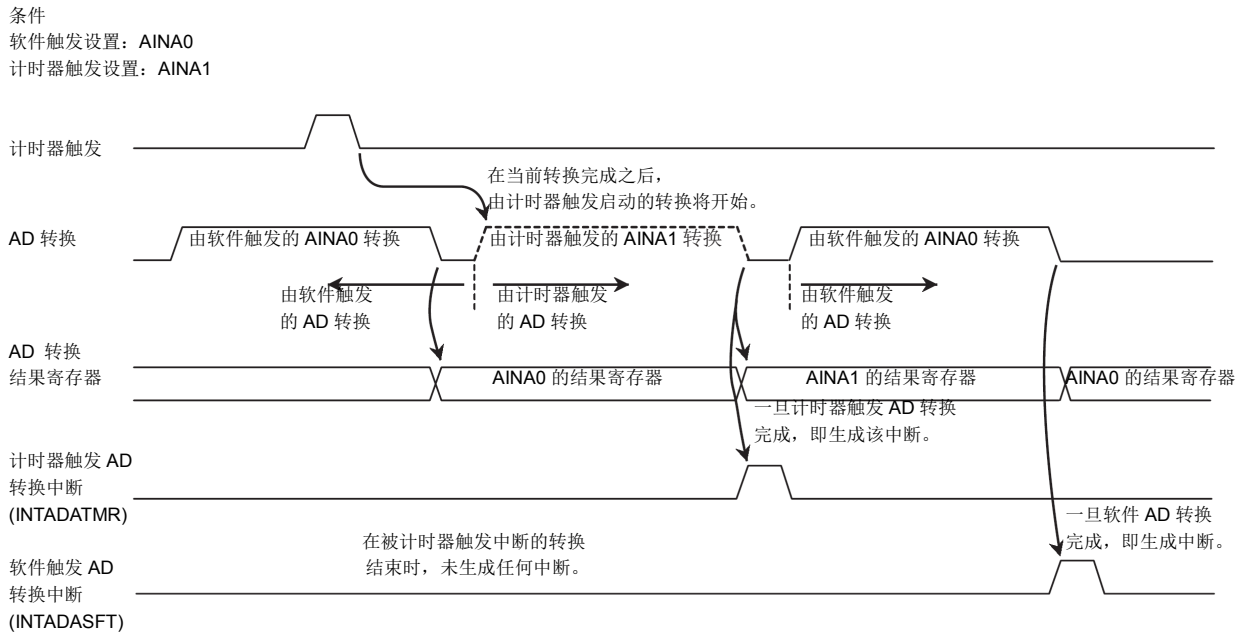 条件
软件触发设置：AINA0
计时器触发设置：AINA1
计时器触发
在当前转换完成之后，
由计时器触发启动的转换将开始。
AD 转换
由软件触发的 AINA0 转换
由计时器触发的 AINA1 转换
由软件触发的 AINA0 转换
由软件触发
的 AD 转换
由计时器触发
的 AD 转换
由软件触发
的 AD 转换
AD 转换
结果寄存器
AINA0 的结果寄存器
AINA1 的结果寄存器
AINA0 的结果寄存器
一旦计时器触发 AD 转换
完成，即生成该中断。
计时器触发 AD
转换中断
(INTADATMR)
一旦软件 AD 转换
完成，即生成中断。
在被计时器触发中断的转换
结束时，未生成任何中断。
软件触发 AD
转换中断
(INTADASFT)